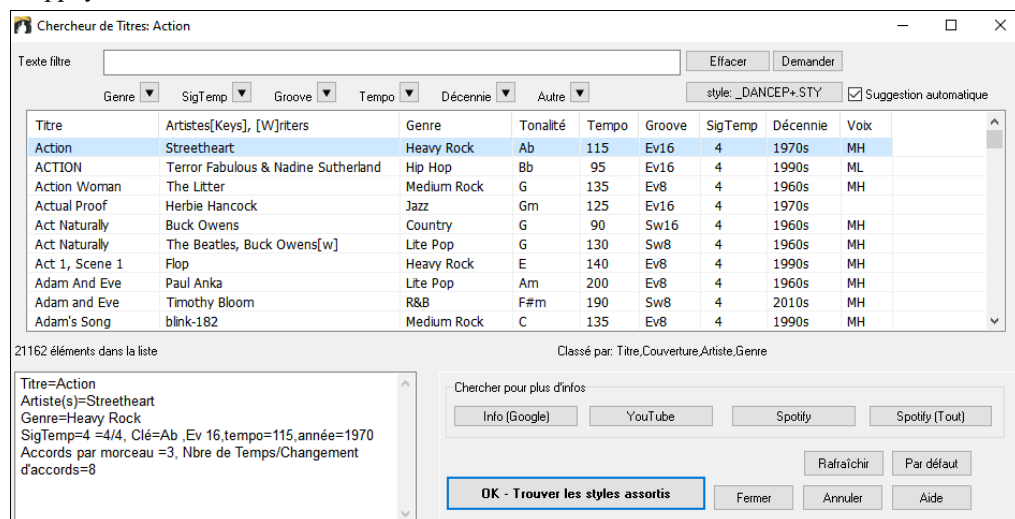 Chercheur de Titres: Action
Texte filtre Effacer Demander
Genre SigTemp Groove Tempo Décennie Autre style: _DANCEP+.STY Suggestion automatique
Titre Artistes[Keys], [W]riters Genre Tonalité Tempo Groove SigTemp Décennie Voix
Action Streetheart Heavy Rock Ab 115 Ev16 4 1970s MH
ACTION Terror Fabulous & Nadine Sutherland Hip Hop Bb 95 Ev16 4 1990s ML
Action Woman The Litter Medium Rock G 135 Ev8 4 1960s MH
Actual Proof Herbie Hancock Jazz Gm 125 Ev16 4 1970s
Act Naturally Buck Owens Country G 90 Sw16 4 1960s MH
Act Naturally The Beatles, Buck Owens[w] Lite Pop G 130 Sw8 4 1960s MH
Act 1, Scene 1 Flop Heavy Rock E 140 Ev8 4 1990s MH
Adam And Eve Paul Anka Lite Pop Am 200 Ev8 4 1960s MH
Adam and Eve Timothy Bloom R&B F#m 190 Sw8 4 2010s MH
Adam's Song blink-182 Medium Rock C 135 Ev8 4 1990s MH
21162 éléments dans la liste Classé par: Titre,Couverture,Artiste,Genre
Titre=Action
Artiste(s)=Streetheart
Genre=Heavy Rock
SigTemp=4 =4/4, Clé=Ab ,Ev 16,tempo=115,année=1970
Accords par morceau =3, Nbre de Temps/Changement
d'accords=8
Chercher pour plus d'infos
Info (Google) YouTube Spotify Spotify (Tout)
Rafraîchir Par défaut
OK - Trouver les styles assortis Fermer Annuler Aide